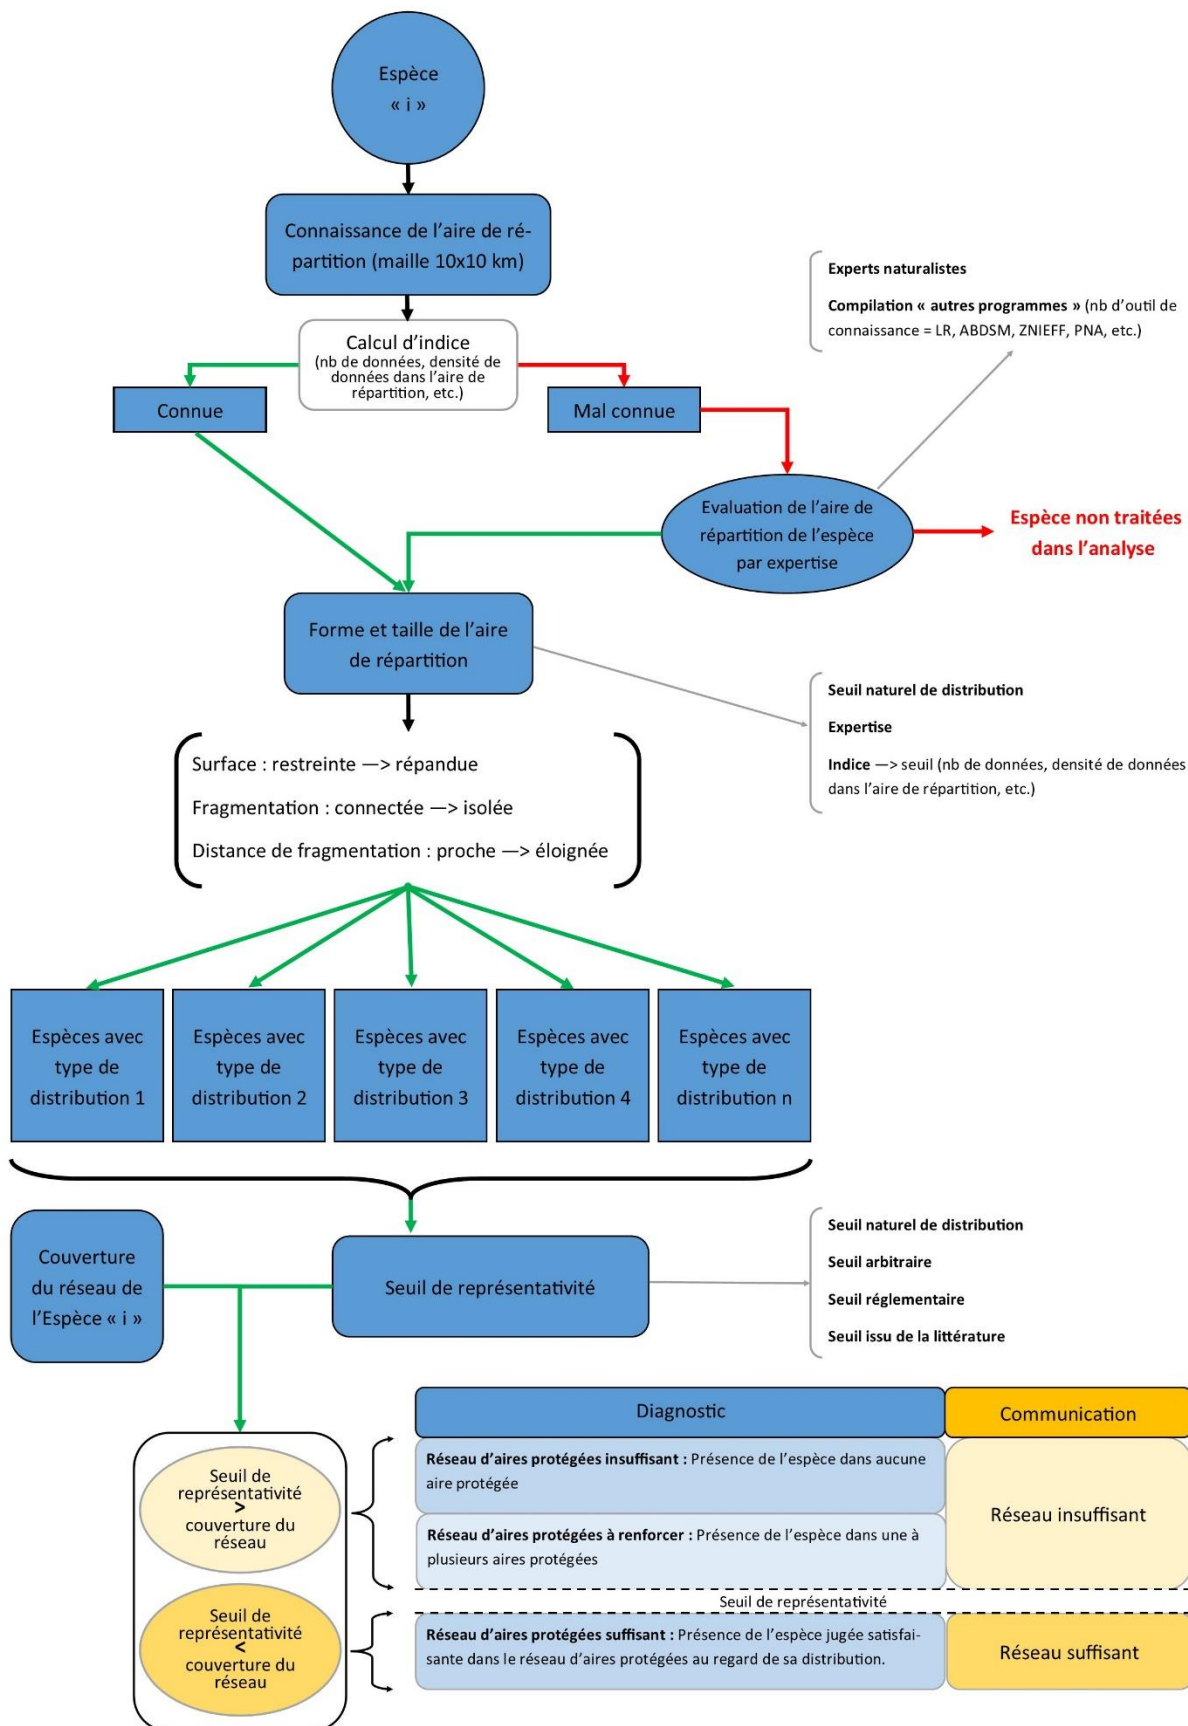 Espèce
« i »
Connaissance de l’aire de ré-
partition (maille 10x10 km)
Calcul d’indice
(nb de données, densité de
données dans l’aire de
répartition, etc.)
Connue
Mal connue
Experts naturalistes
Compilation « autres programmes » (nb d’outil de
connaissance = LR, ABDSM, ZNIEFF, PNA, etc.)
Evaluation de l’aire de
répartition de l’espèce
par expertise
Espèce non traitées
dans l’analyse
Forme et taille de l’aire
de répartition
Seuil naturel de distribution
Expertise
Indice —> seuil (nb de données, densité de données
dans l’aire de répartition, etc.)
Surface : restreinte —> répandue
Fragmentation : connectée —> isolée
Distance de fragmentation : proche —> éloignée
Espèces avec
type de
distribution 1
Espèces avec
type de
distribution 2
Espèces avec
type de
distribution 3
Espèces avec
type de
distribution 4
Espèces avec
type de
distribution n
Couverture
du réseau de
l’Espèce « i »
Seuil de représentativité
Seuil naturel de distribution
Seuil arbitraire
Seuil réglementaire
Seuil issu de la littérature
Seuil de
représentativité
>
couverture du
réseau
Seuil de
représentativité
<
couverture du
réseau
Diagnostic
Communication
Réseau d’aires protégées insuffisant : Présence de l’espèce dans aucune
aire protégée
Réseau d’aires protégées à renforcer : Présence de l’espèce dans une à
plusieurs aires protégées
Réseau insuffisant
Seuil de représentativité
Réseau d’aires protégées suffisant : Présence de l’espèce jugée satisfai-
sante dans le réseau d’aires protégées au regard de sa distribution.
Réseau suffisant